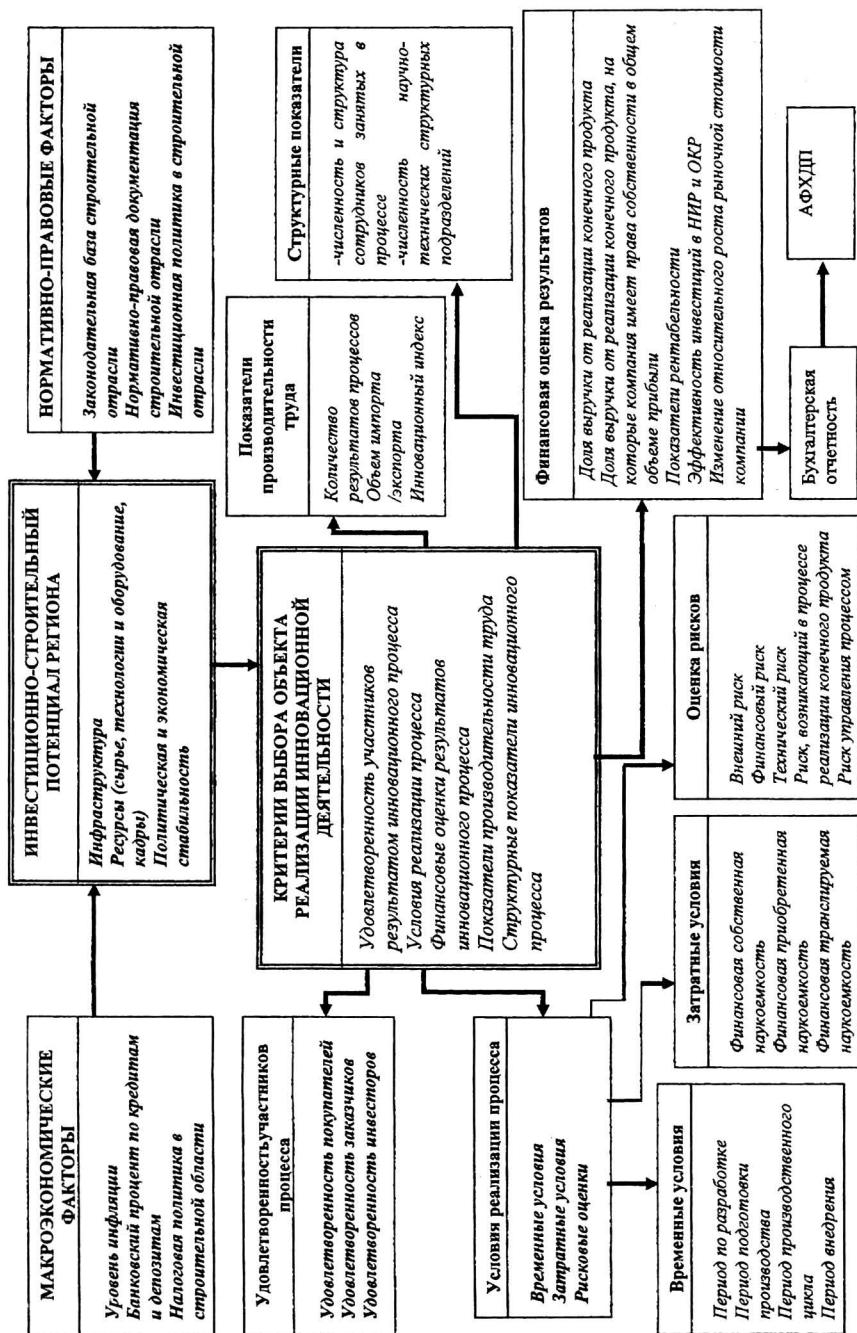 МАКРОЭКОНОМИЧЕСКИЕ
ФАКТОРЫ
Уровень инфляции
Банковский процент по кредитам
и депозитам
Налоговая политика в
строительной области
ИНВЕСТИЦИОННО-СТРОИТЕЛЬНЫЙ
ПОТЕНЦИАЛ РЕГИОНА
Инфраструктура
Ресурсы (сырье, технологии и оборудование,
кадры)
Политическая и экономическая
стабильность
НОРМАТИВНО-ПРАВОВЫЕ ФАКТОРЫ
Законодательная база строительной
отрасли
Нормативно-правовая документация
строительной отрасли
Инвестиционная политика в строительной
отрасли
Удовлетворенностьучастников
процесса
Удовлетворенность покупателей
Удовлетворенность заказчиков
Удовлетворенность инвесторов
КРИТЕРИИ ВЫБОРА ОБЪЕКТА
РЕАЛИЗАЦИИ ИННОВАЦИОННОЙ
ДЕЯТЕЛЬНОСТИ
Удовлетворенность участников
результатом инновационного процесса
Условия реализации процесса
Финансовые оценки результатов
инновационного процесса
Показатели производительности труда
Структурные показатели инновационного
процесса
Показатели
производительности
труда
Количество
результатов процессов
Объем импорта
/экспорта
Инновационный индекс
Структурные показатели
-численность и структура
сотрудников занятых в
процессе
-численность научно-
технических структурных
подразделений
Условия реализации процесса
Временные условия
Затратные условия
Рисковые оценки
Финансовая оценка результатов
Доля выручки от реализации конечного продукта
Доля выручки от реализации конечного продукта, на
которые компания имеет права собственности в общем
объеме прибыли
Показатели рентабельности
Эффективность инвестиций в НИР и ОКР
Изменение относительного роста рыночной стоимости
компании
Временные условия
Период по разработке
Период подготовки
производства
Период производственного
цикла
Период внедрения
Затратные условия
Финансовая собственная
наукоемкость
Финансовая приобретенная
наукоемкость
Финансовая транслируемая
наукоемкость
Оценка рисков
Внешний риск
Финансовый риск
Технический риск
Риск, возникающий в процессе
реализации конечного продукта
Риск управления процессом
Бухгалтерская
отчетность
АФХДП